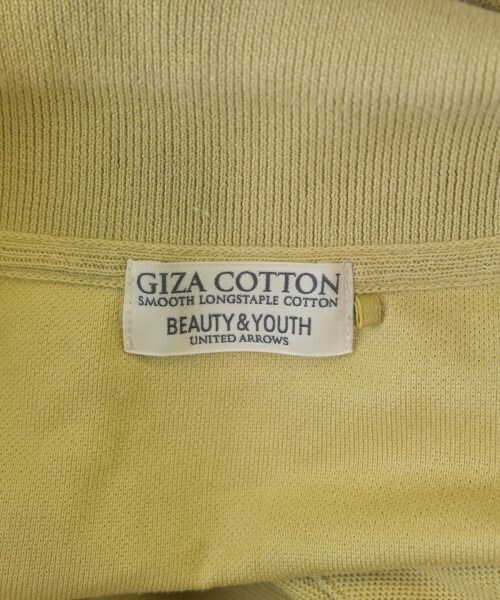 GIZA COTTON
SMOOTH LONGSTAPLE COTTON
BEAUTY & YOUTH
UNITED ARROWS